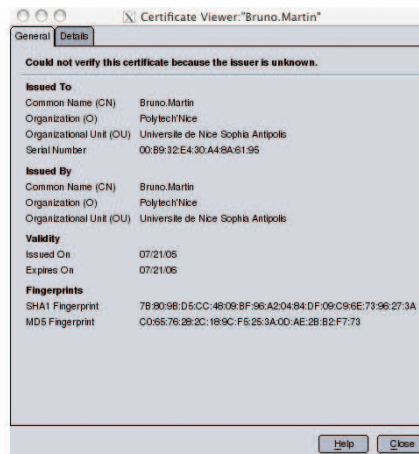 Certificate Viewer:"Bruno.Martin"
General Details
Could not verify this certificate because the issuer is unknown.
Issued To
Common Name (CN) Bruno.Martin
Organization (O) Polytech'Nice
Organizational Unit (OU) Universite de Nice Sophia Antipolis
Serial Number 00:B9:32:E4:30:A4:8A:61:95
Issued By
Common Name (CN) Bruno.Martin
Organization (O) Polytech'Nice
Organizational Unit (OU) Universite de Nice Sophia Antipolis
Validity
Issued On 07/21/05
Expires On 07/21/06
Fingerprints
SHA1 Fingerprint 7B:80:9B:D5:CC:48:09:BF:96:A2:04:84:DF:09:C9:6E:73:96:27:3A
MD5 Fingerprint C0:65:76:28:2C:18:9C:F5:25:3A:0D:AE:2B:B2:F7:73
Help Close